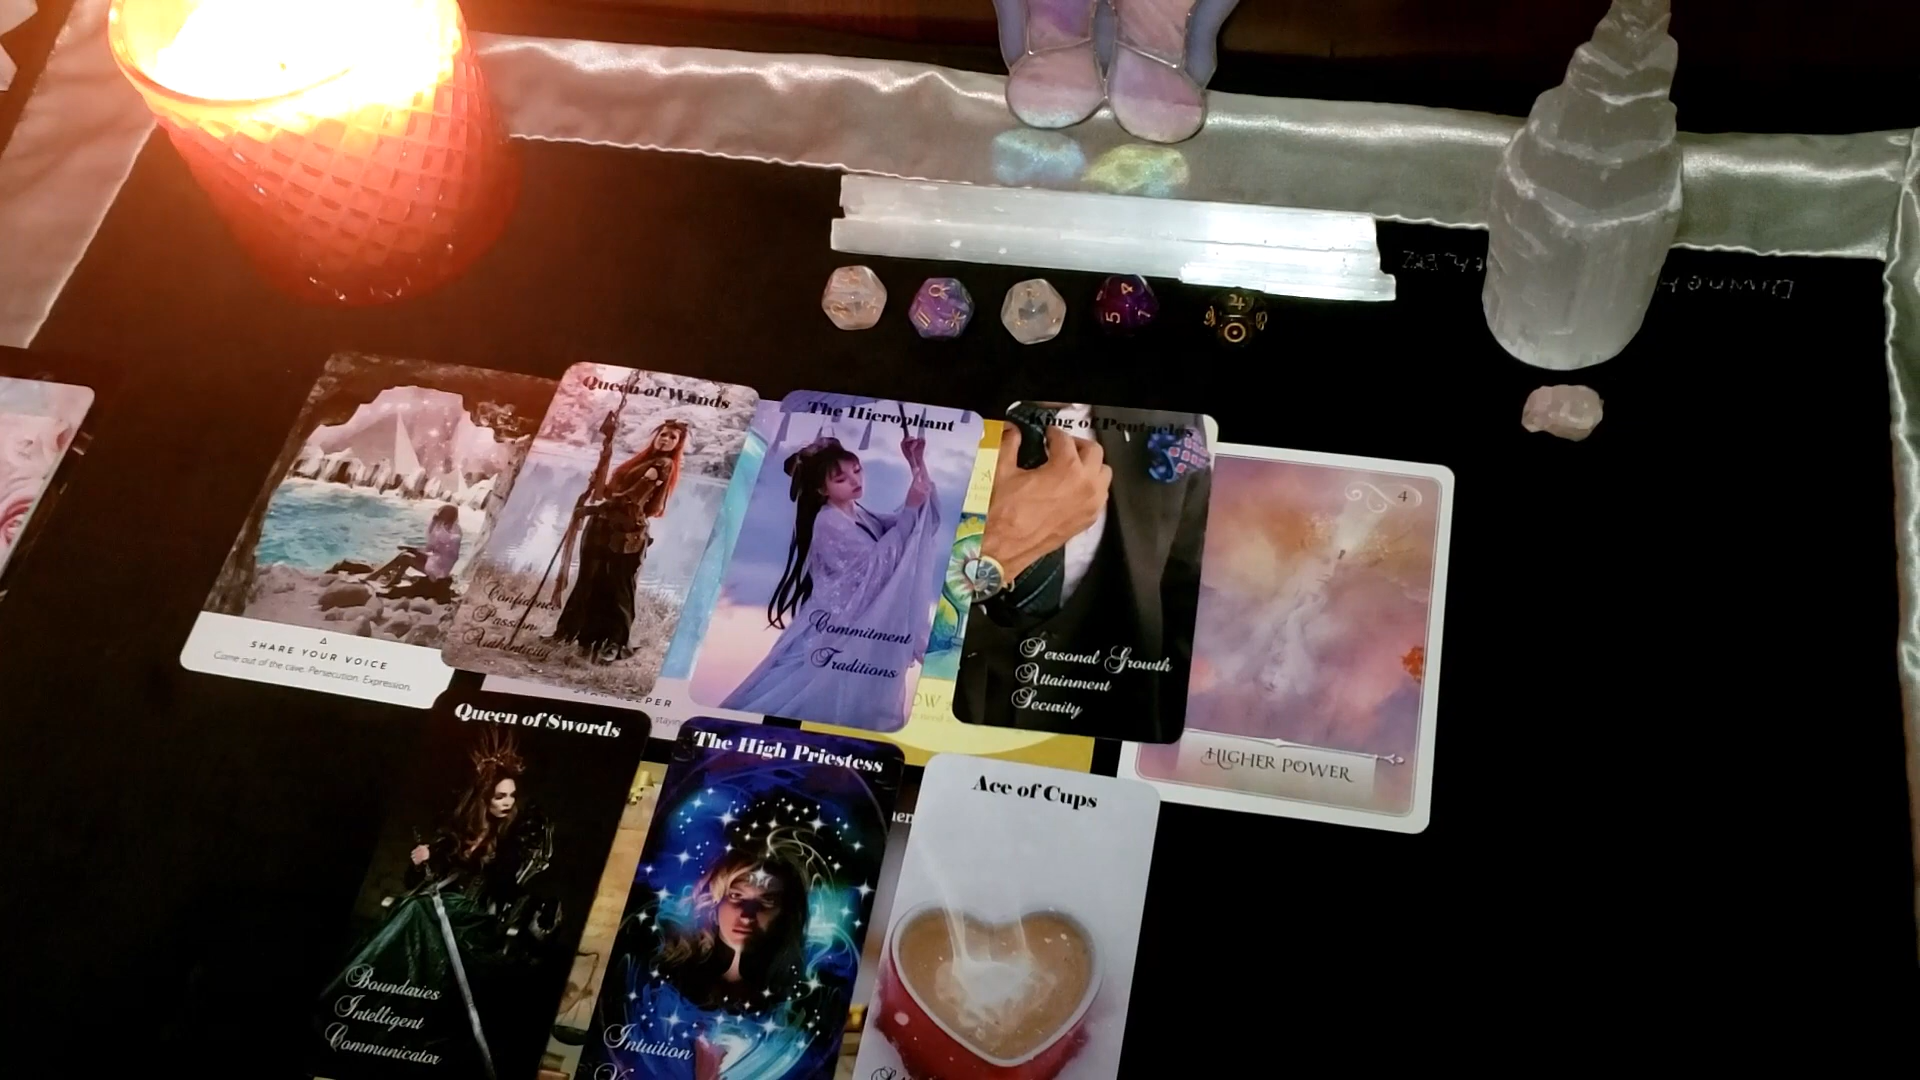 Queen of Wands
Confidence
Passion
Authenticity
The Hierophant
Commitment
Traditions
King of Pentacles
Personal Growth
Attainment
Security
4
HIGHER POWER
SHARE YOUR VOICE
Come out of the cave. Persecution. Expression.
Queen of Swords
Boundaries
Intelligent
Communicator
The High Priestess
Intuition
Ace of Cups